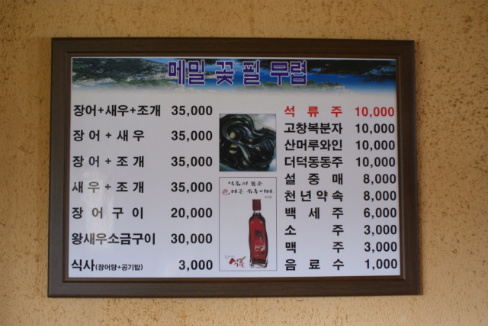 메밀 꽃 필 무렵
장어+새우+조개 35,000
장어+새우 35,000
장어+조개 35,000
새우+조개 35,000
장어구이 20,000
왕새우소금구이 30,000
식사(장어탕+공기밥) 3,000
석류주 10,000
고창복분자 10,000
산머루와인 10,000
더덕동동주 10,000
설중매 8,000
천년약속 8,000
백세주 6,000
소주 3,000
맥주 3,000
음료수 1,000